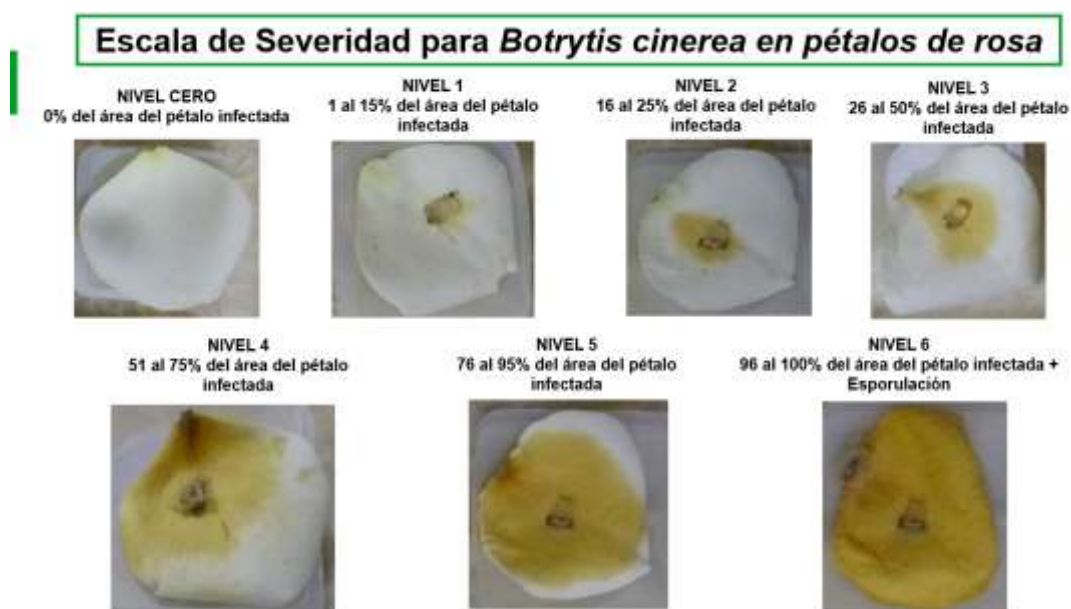 Escala de Severidad para Botrytis cinerea en pétalos de rosa
NIVEL CERO
0% del área del pétalo infectada
NIVEL 1
1 al 15% del área del pétalo
infectada
NIVEL 2
16 al 25% del área del pétalo
infectada
NIVEL 3
26 al 50% del área del pétalo
infectada
NIVEL 4
51 al 75% del área del pétalo
infectada
NIVEL 5
76 al 95% del área del pétalo
infectada
NIVEL 6
96 al 100% del área del pétalo infectada +
Esporulación